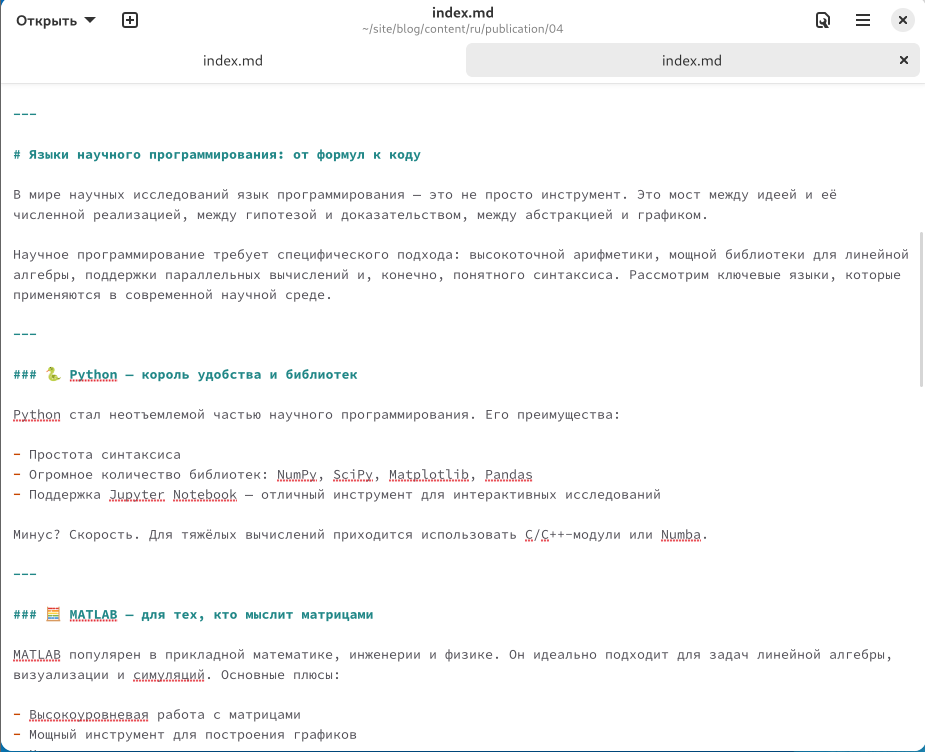 Открыть
index.md
~/site/blog/content/ru/publication/04
index.md
index.md
---
# Языки научного программирования: от формул к коду
В мире научных исследований язык программирования — это не просто инструмент. Это мост между идеей и её
численной реализацией, между гипотезой и доказательством, между абстракцией и графиком.
Научное программирование требует специфического подхода: высокоточной арифметики, мощной библиотеки для линейной
алгебры, поддержки параллельных вычислений и, конечно, понятного синтаксиса. Рассмотрим ключевые языки, которые
применяются в современной научной среде.
---
### 🐍 Python — король удобства и библиотек
Python стал неотъемлемой частью научного программирования. Его преимущества:
- Простота синтаксиса
- Огромное количество библиотек: NumPy, SciPy, Matplotlib, Pandas
- Поддержка Jupyter Notebook — отличный инструмент для интерактивных исследований
Минус? Скорость. Для тяжёлых вычислений приходится использовать C/C++-модули или Numba.
---
### 🧮 MATLAB — для тех, кто мыслит матрицами
MATLAB популярен в прикладной математике, инженерии и физике. Он идеально подходит для задач линейной алгебры,
визуализации и симуляций. Основные плюсы:
- Высокоуровневая работа с матрицами
- Мощный инструмент для построения графиков